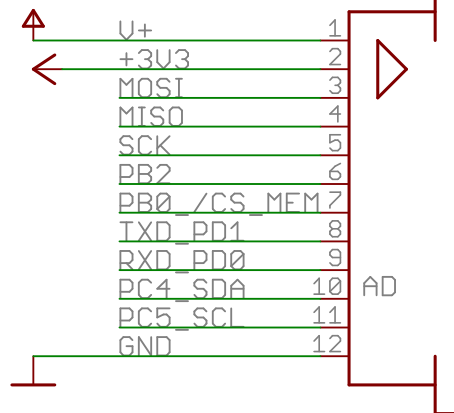 V+ 1
+3V3 2
MOSI 3
MISO 4
SCK 5
PB2 6
PB0_/CS_MEM 7
TXD_PD1 8
RXD_PD0 9
PC4_SDA 10
AD
PC5_SCL 11
GND 12